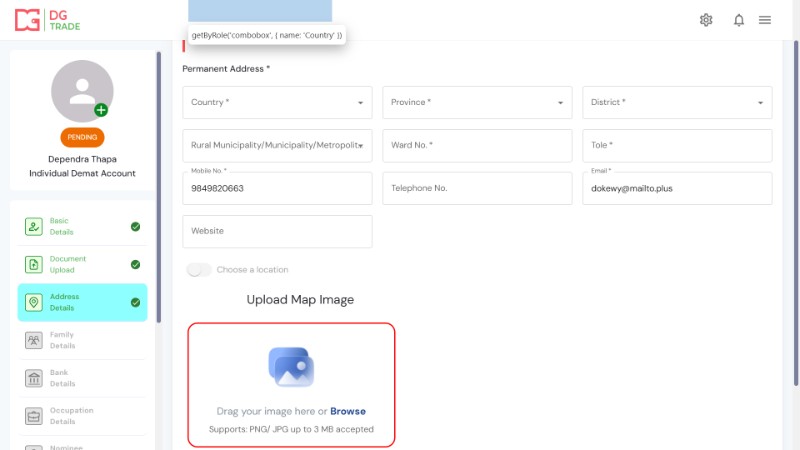 DG
TRADE
getByRole('combobox', { name: 'Country' })
PENDING
Dependra Thapa
Individual Demat Account
Basic
Details
Document
Upload
Address
Details
Family
Details
Bank
Details
Occupation
Details
Nominee
Permanent Address *
Country *
Province *
District *
Rural Municipality/Municipality/Metropolit
Ward No. *
Tole *
Mobile No. *
9849820663
Telephone No.
Email *
dokewy@mailto.plus
Website
Choose a location
Upload Map Image
Drag your image here or Browse
Supports: PNG/ JPG up to 3 MB accepted